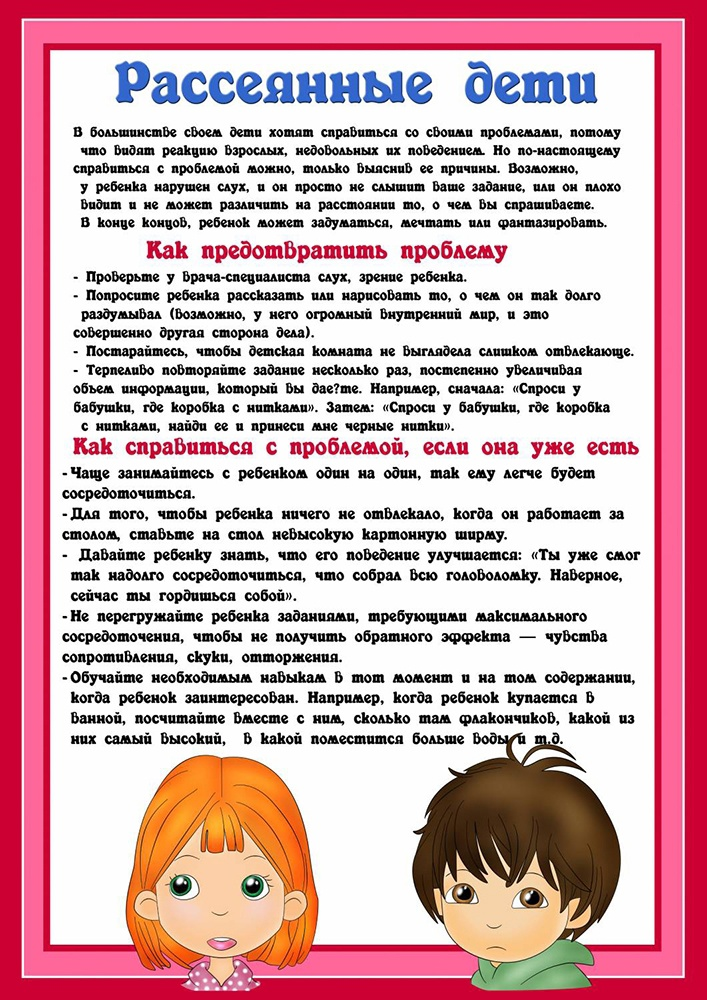 Рассеянные дети
В большинстве своем дети хотят справиться со своими проблемами, потому
что видят реакцию взрослых, недовольных их поведением. Но по-настоящему
справиться с проблемой можно, только выяснив ее причины. Возможно,
у ребенка нарушен слух, и он просто не слышит ваше задание, или он плохо
видит и не может различить на расстоянии то, о чем вы спрашиваете.
В конце концов, ребенок может задуматься, мечтать или фантазировать.
Как предотвратить проблему
- Проверьте у врача-специалиста слух, зрение ребенка.
- Попросите ребенка рассказать или нарисовать то, о чем он так долго
раздумывал (возможно, у него огромный внутренний мир, и это
совершенно другая сторона дела).
- Постарайтесь, чтобы детская комната не выглядела слишком отвлекающе.
- Терпеливо повторяйте задание несколько раз, постепенно увеличивая
объем информации, который вы дае?те. Например, сначала: «Спроси у
бабушки, где коробка с нитками». Затем: «Спроси у бабушки, где коробка
с нитками, найди ее и принеси мне черные нитки».
Как справиться с проблемой, если она уже есть
- Чаще занимайтесь с ребенком один на один, так ему легче будет
сосредоточиться.
- Для того, чтобы ребенка ничего не отвлекало, когда он работает за
столом, ставьте на стол невысокую картонную ширму.
- Давайте ребенку знать, что его поведение улучшается: «Ты уже смог
так надолго сосредоточиться, что собрал всю головоломку. Наверное,
сейчас ты гордишься собой».
- Не перегружайте ребенка заданиями, требующими максимального
сосредоточения, чтобы не получить обратного эффекта — чувства
сопротивления, скуки, отторжения.
- Обучайте необходимым навыкам в тот момент и на том содержании,
когда ребенок заинтересован. Например, когда ребенок купается в
ванной, посчитайте вместе с ним, сколько там флакончиков, какой из
них самый высокий, в какой поместится больше воды и т.д.